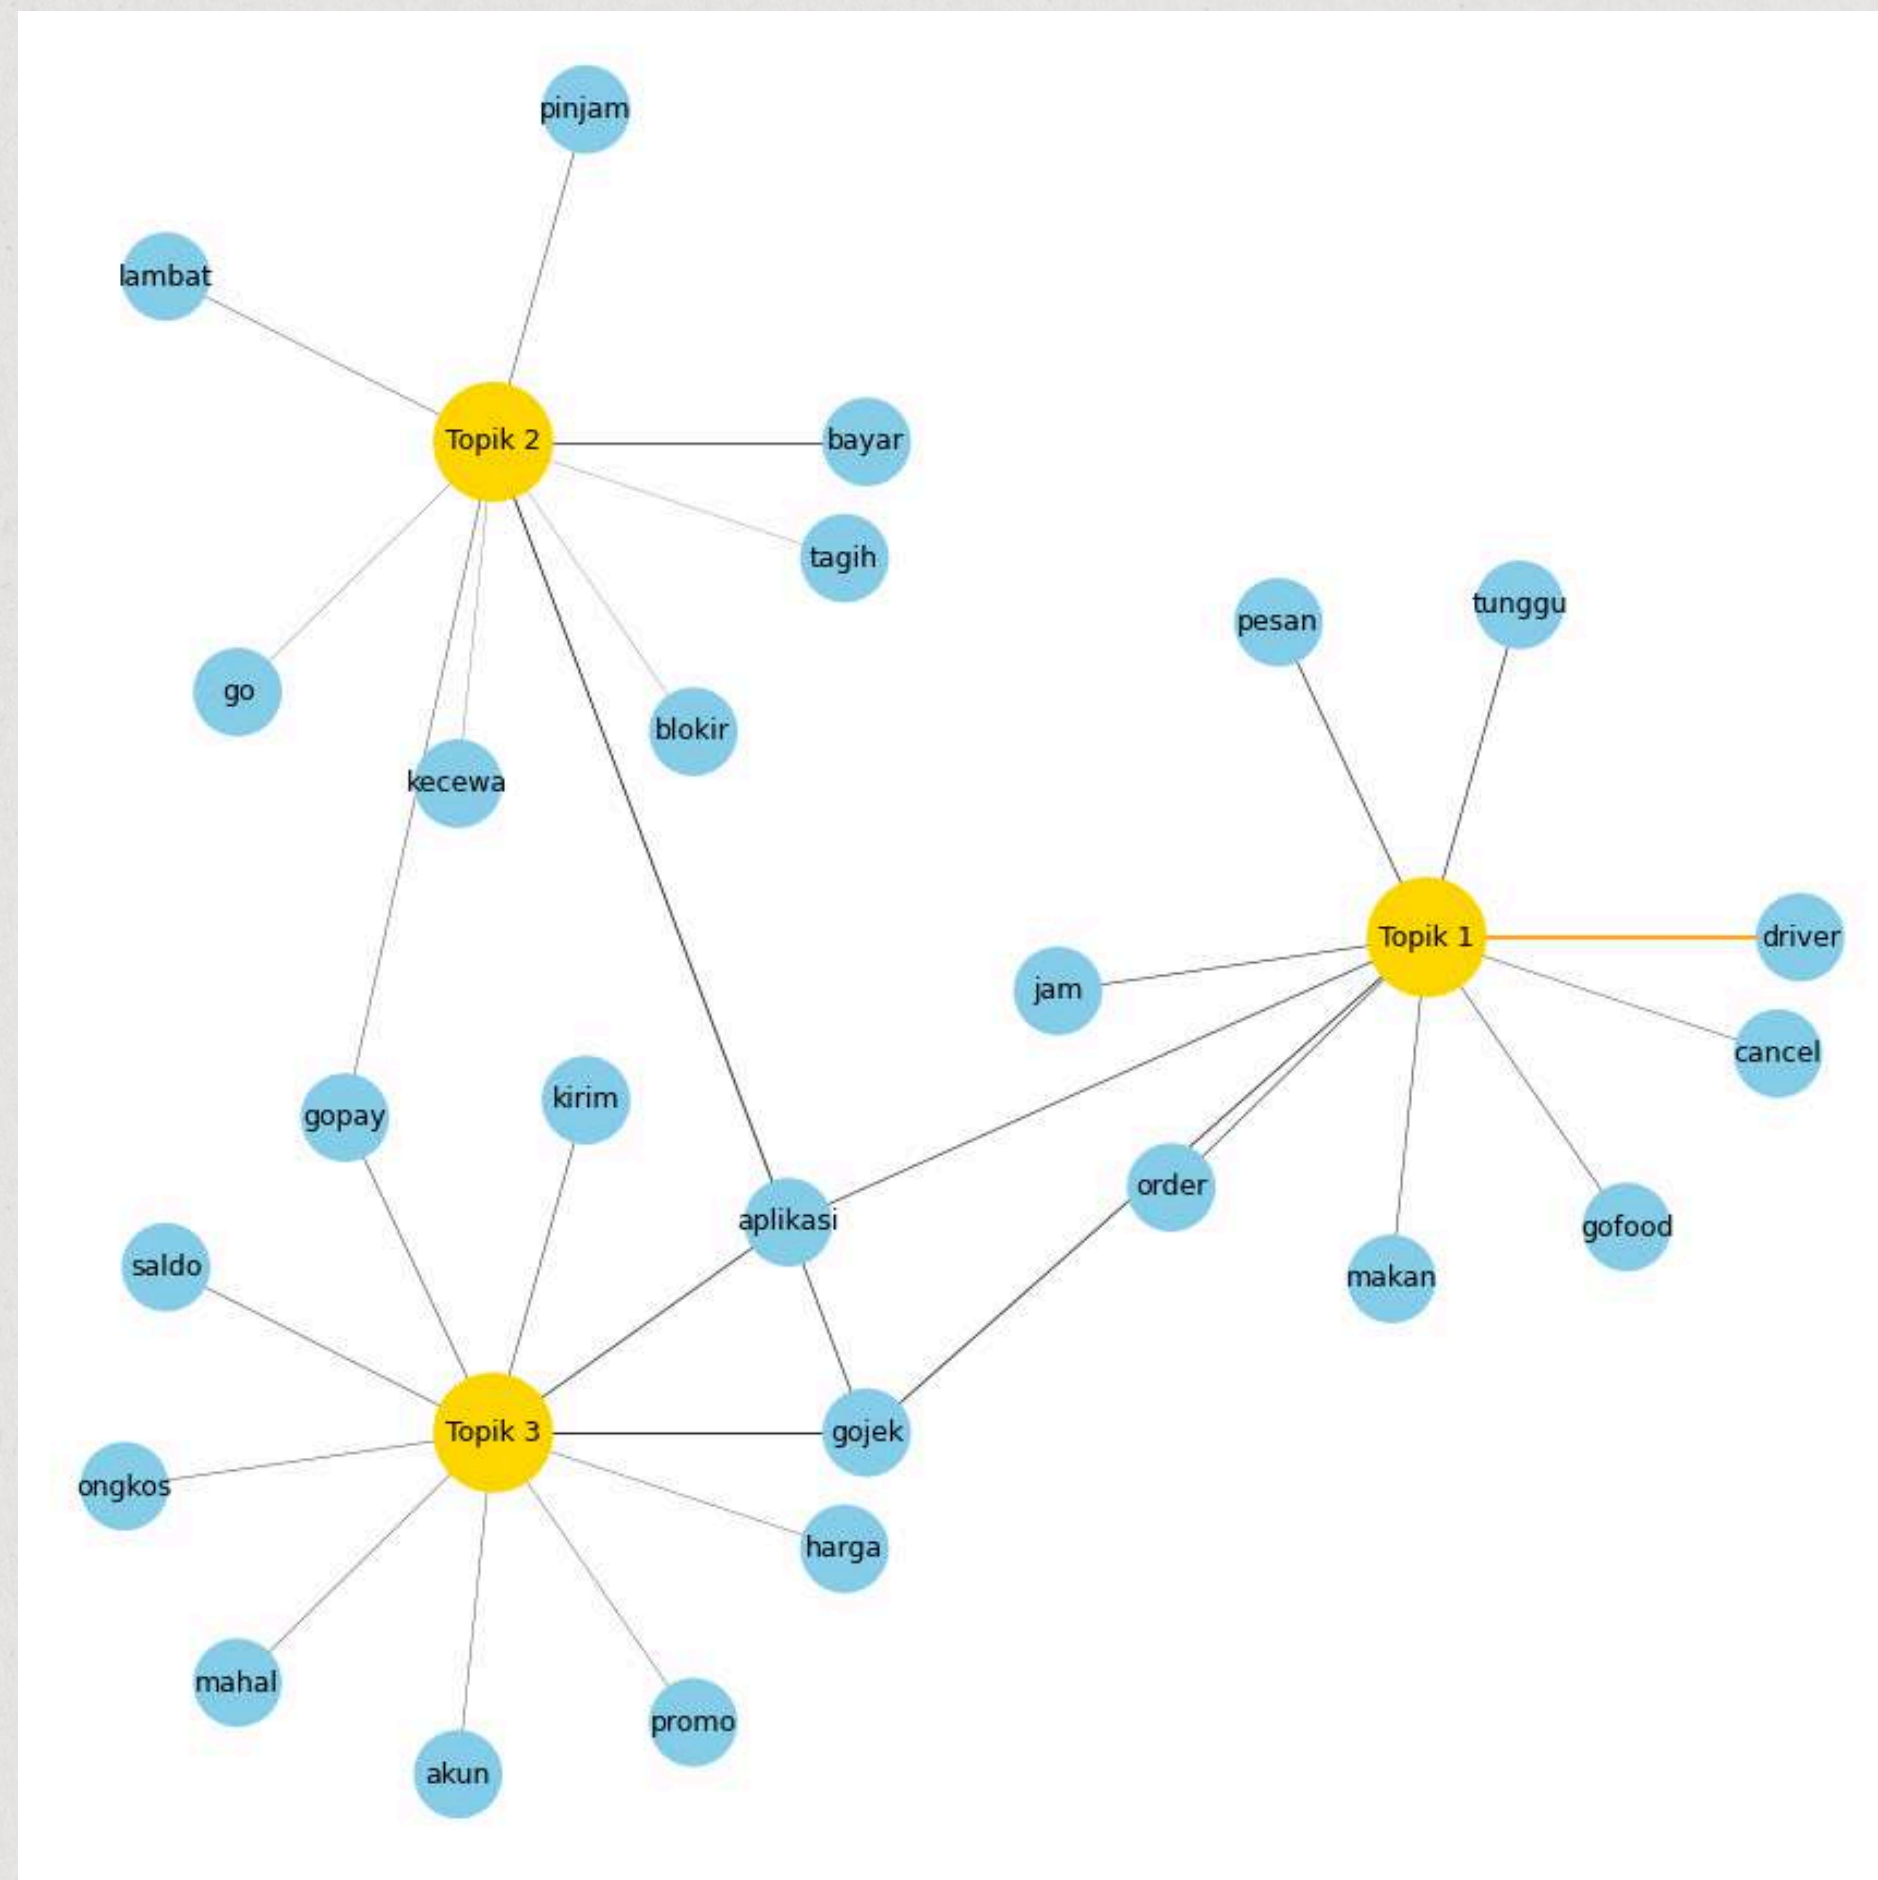 pinjam
lambat
Topik 2
bayar
tagih
pesan
tunggu
go
blokir
kecewa
Topik 1
driver
jam
cancel
kirim
gopay
order
aplikasi
gofood
saldo
makan
Topik 3
gojek
ongkos
harga
mahal
promo
akun